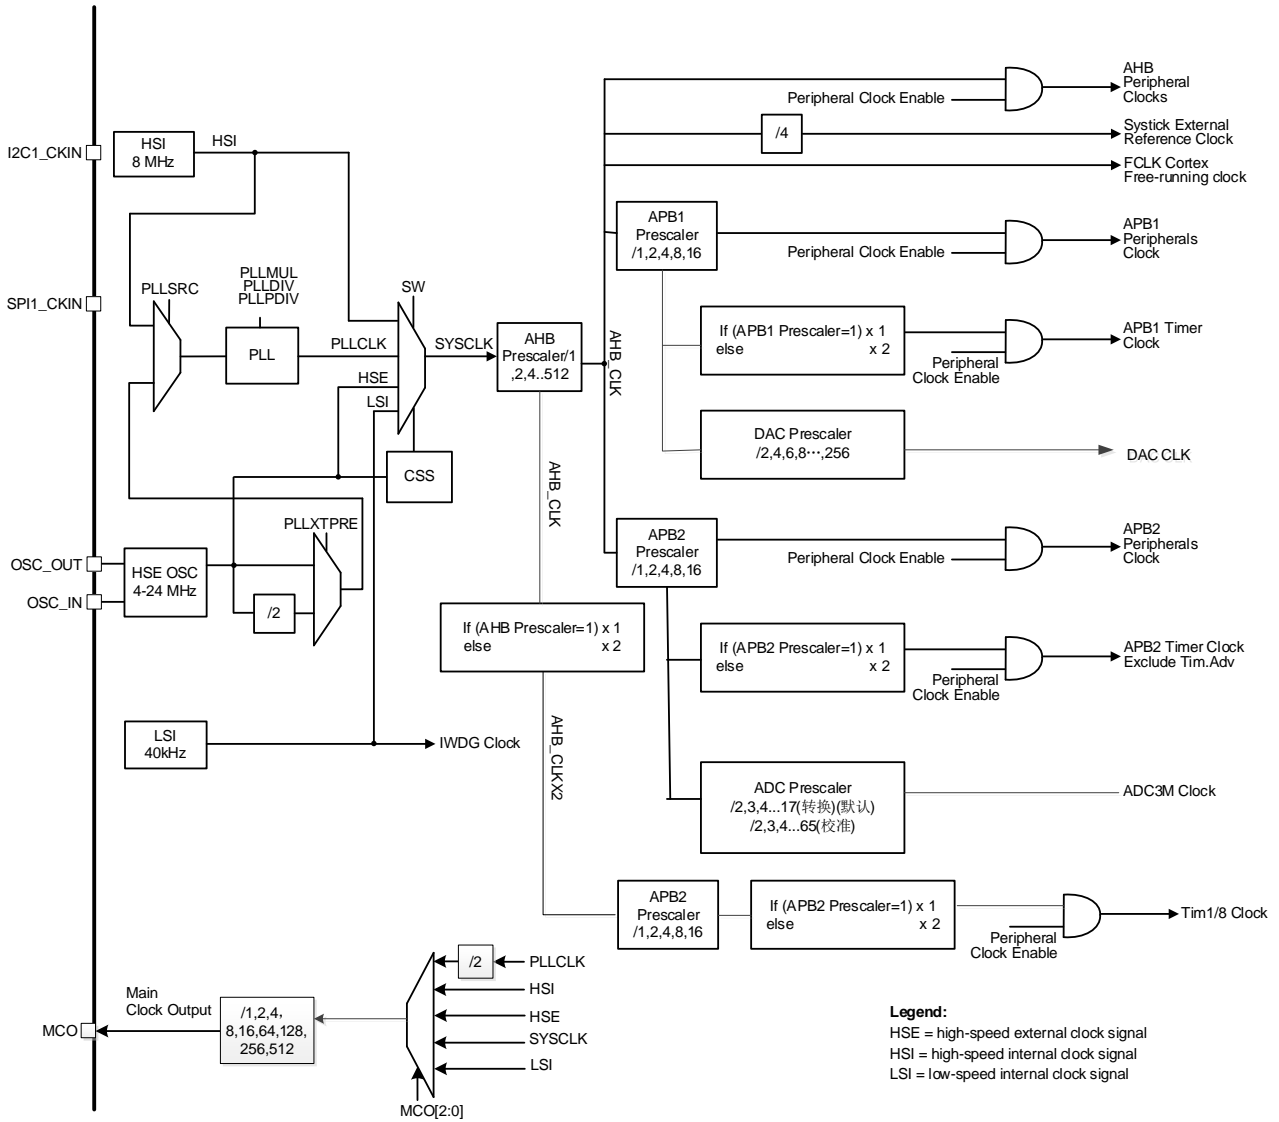 AHB
Peripheral
Clocks
Peripheral Clock Enable
/4
Systick External
Reference Clock
FCLK Cortex
Free-running clock
I2C1_CKIN
HSI
8 MHz
HSI
APB1
Prescaler
/1,2,4,8,16
Peripheral Clock Enable
APB1
Peripherals
Clock
SPI1_CKIN
PLLSRC
PLLMUL
PLLDIV
PLLPDIV
PLL
PLLCLK
HSE
LSI
SW
SYSCLK
CSS
AHB
Prescaler/1
,2,4..512
AHB_CLK
If (APB1 Prescaler=1) x 1
else x 2
Peripheral
Clock Enable
APB1 Timer
Clock
DAC Prescaler
/2,4,6,8…,256
DAC CLK
AHB_CLK
OSC_OUT
OSC_IN
HSE OSC
4-24 MHz
PLLXTPRE
/2
APB2
Prescaler
/1,2,4,8,16
Peripheral Clock Enable
APB2
Peripherals
Clock
If (AHB Prescaler=1) x 1
else x 2
If (APB2 Prescaler=1) x 1
else x 2
Peripheral
Clock Enable
APB2 Timer Clock
Exclude Tim.Adv
LSI
40kHz
IWDG Clock
AHB_CLKX2
ADC Prescaler
/2,3,4...17(转换)(默认)
/2,3,4...65(校准)
ADC3M Clock
APB2
Prescaler
/1,2,4,8,16
If (APB2 Prescaler=1) x 1
else x 2
Peripheral
Clock Enable
Tim1/8 Clock
MCO
Main
Clock Output
/1,2,4,
8,16,64,128,
256,512
/2
PLLCLK
HSI
HSE
SYSCLK
LSI
MCO[2:0]
Legend:
HSE = high-speed external clock signal
HSI = high-speed internal clock signal
LSI = low-speed internal clock signal